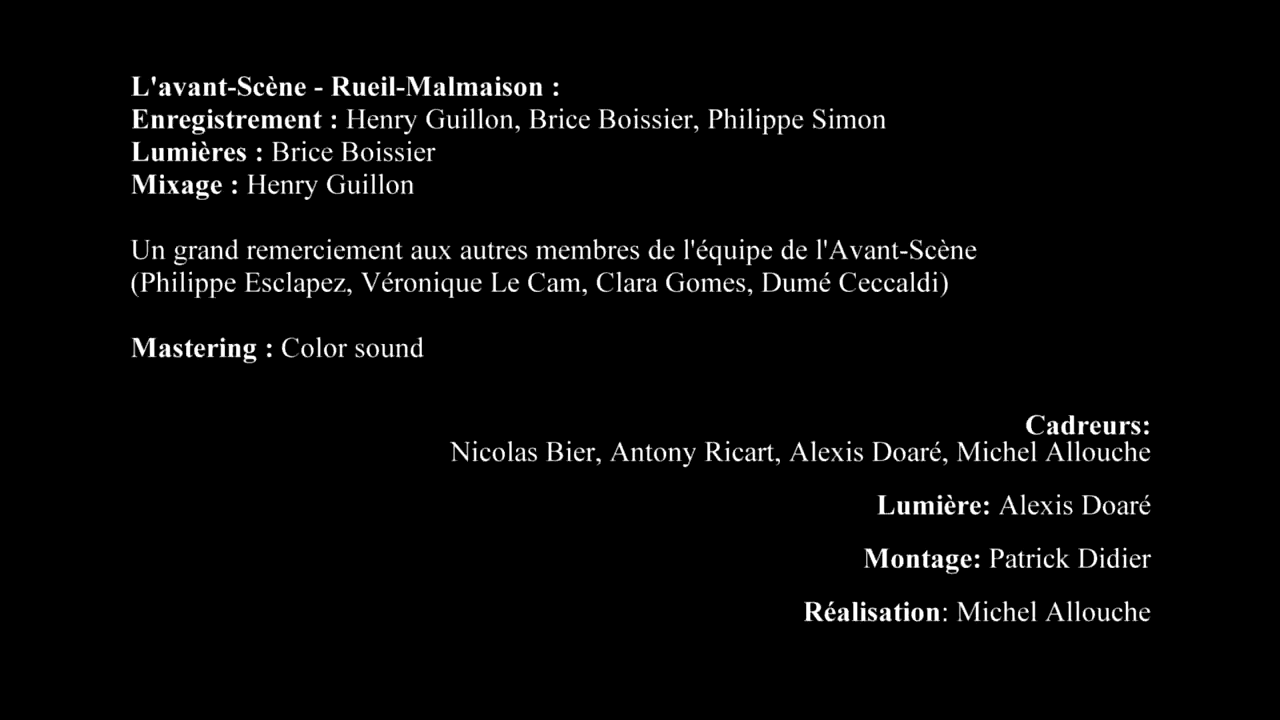 L'avant-Scène - Rueil-Malmaison :
Enregistrement : Henry Guillon, Brice Boissier, Philippe Simon
Lumières : Brice Boissier
Mixage : Henry Guillon
Un grand remerciement aux autres membres de l'équipe de l'Avant-Scène
(Philippe Esclapez, Véronique Le Cam, Clara Gomes, Dumé Ceccaldi)
Mastering : Color sound
Cadreurs:
Nicolas Bier, Antony Ricart, Alexis Doaré, Michel Allouche
Lumière: Alexis Doaré
Montage: Patrick Didier
Réalisation: Michel Allouche